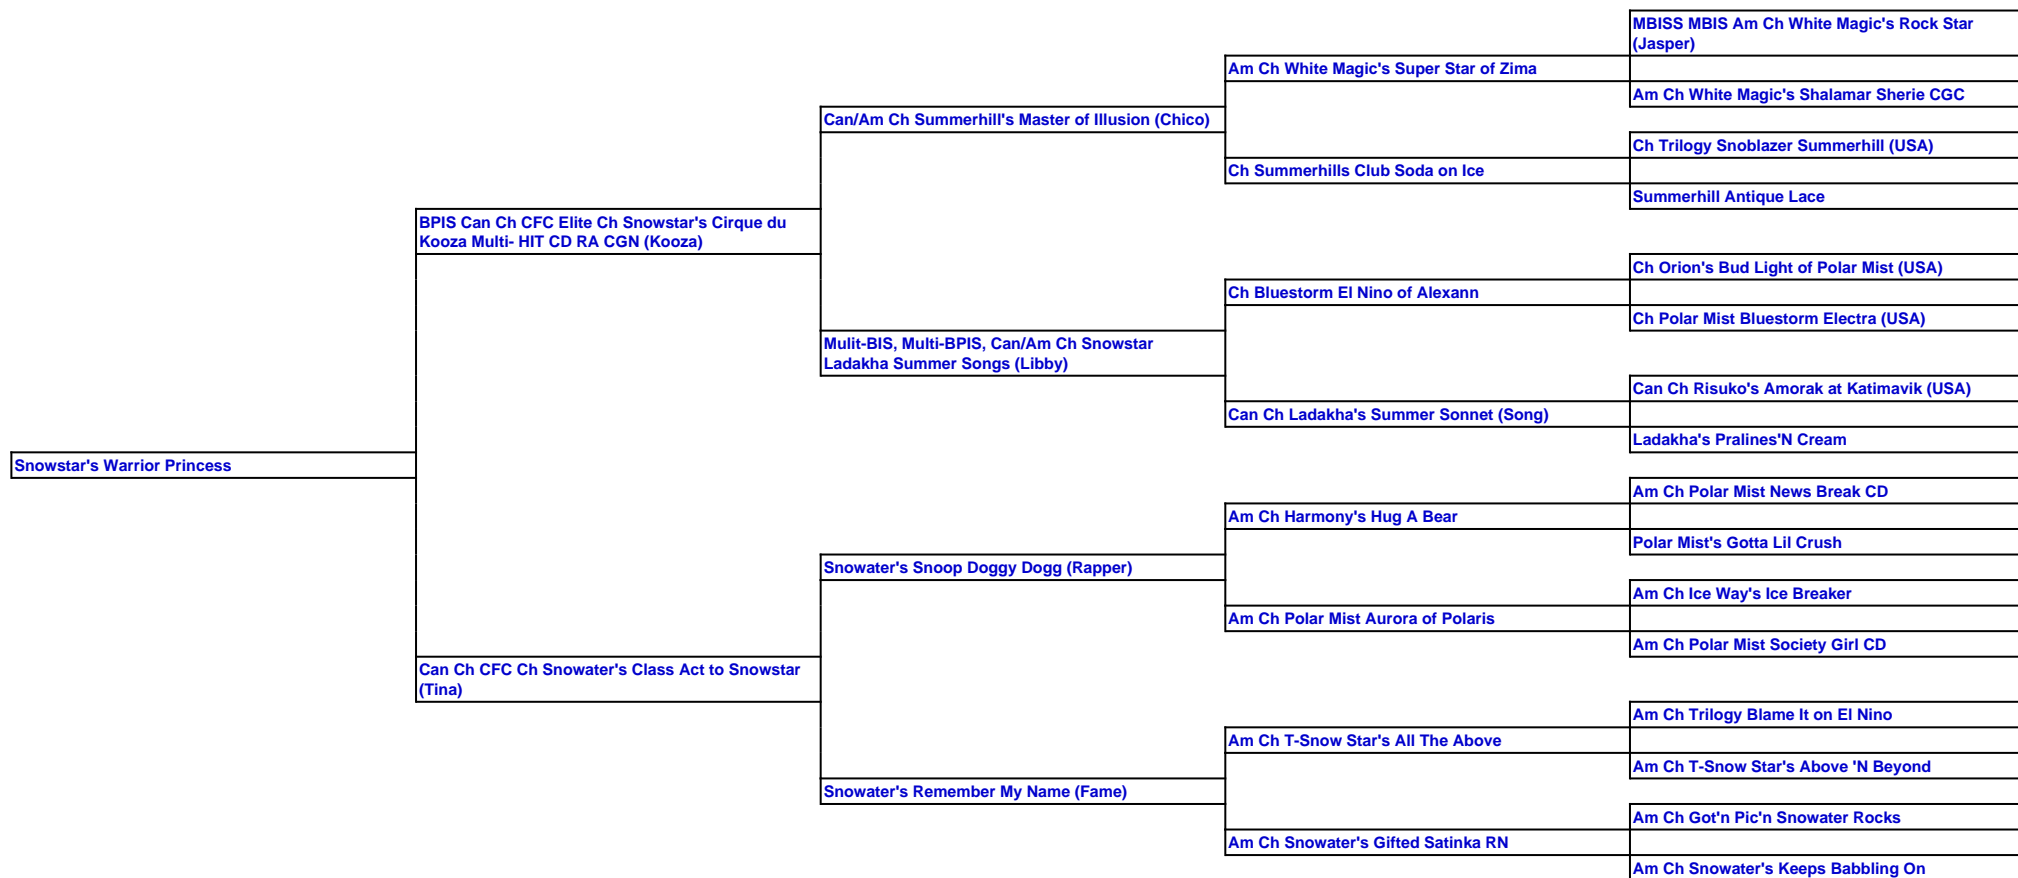 MBISS MBIS Am Ch White Magic's Rock Star
(Jasper)
Am Ch White Magic's Super Star of Zima
Am Ch White Magic's Shalamar Sherie CGC
Can/Am Ch Summerhill's Master of Illusion (Chico)
Ch Trilogy Snoblazer Summerhill (USA)
Ch Summerhills Club Soda on Ice
Summerhill Antique Lace
BPIS Can Ch CFC Elite Ch Snowstar's Cirque du
Kooza Multi- HIT CD RA CGN (Kooza)
Ch Orion's Bud Light of Polar Mist (USA)
Ch Bluestorm El Nino of Alexann
Ch Polar Mist Bluestorm Electra (USA)
Mulit-BIS, Multi-BPIS, Can/Am Ch Snowstar
Ladakha Summer Songs (Libby)
Can Ch Risuko's Amorak at Katimavik (USA)
Can Ch Ladakha's Summer Sonnet (Song)
Ladakha's Pralines'N Cream
Snowstar's Warrior Princess
Am Ch Polar Mist News Break CD
Am Ch Harmony's Hug A Bear
Polar Mist's Gotta Lil Crush
Snowater's Snoop Doggy Dogg (Rapper)
Am Ch Ice Way's Ice Breaker
Am Ch Polar Mist Aurora of Polaris
Am Ch Polar Mist Society Girl CD
Can Ch CFC Ch Snowater's Class Act to Snowstar
(Tina)
Am Ch Trilogy Blame It on El Nino
Am Ch T-Snow Star's All The Above
Am Ch T-Snow Star's Above 'N Beyond
Snowater's Remember My Name (Fame)
Am Ch Got'n Pic'n Snowater Rocks
Am Ch Snowater's Gifted Satinka RN
Am Ch Snowater's Keeps Babbling On